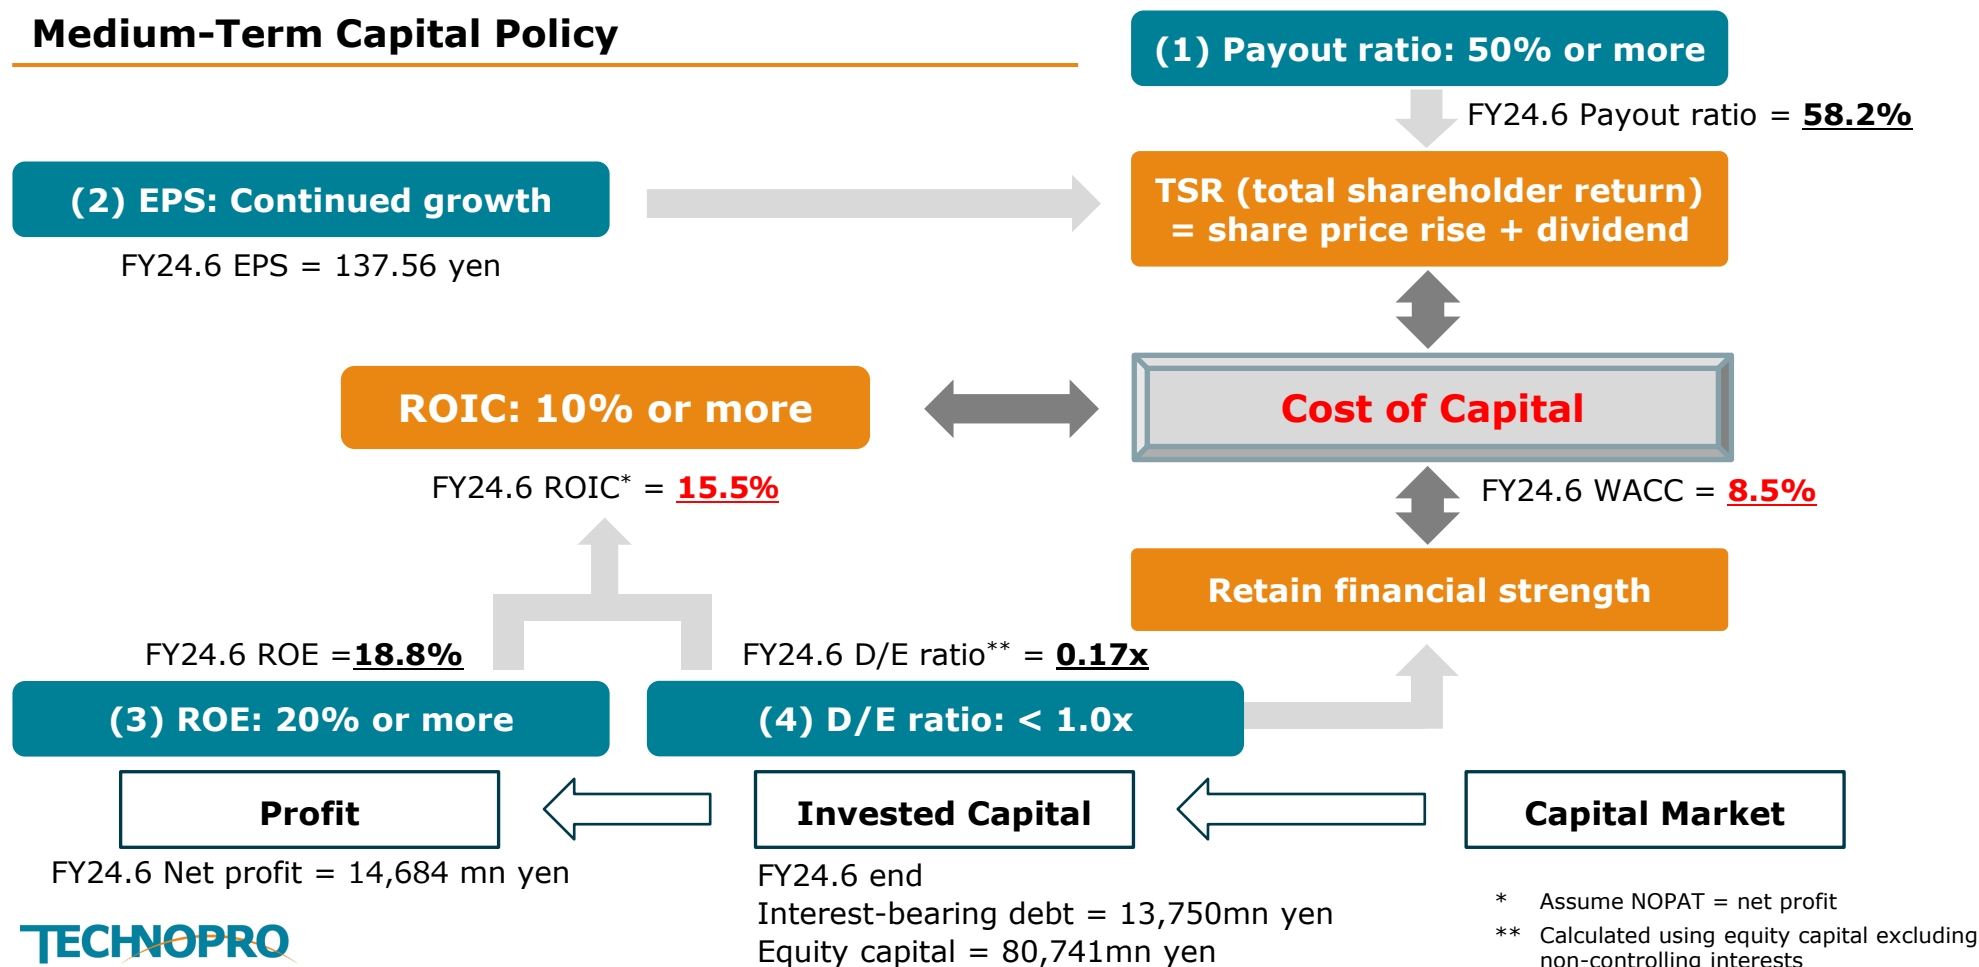 Medium-Term Capital Policy
(1) Payout ratio: 50% or more
FY24.6 Payout ratio = 58.2%
(2) EPS: Continued growth
FY24.6 EPS = 137.56 yen
TSR (total shareholder return)
= share price rise + dividend
ROIC: 10% or more
FY24.6 ROIC* = 15.5%
Cost of Capital
FY24.6 WACC = 8.5%
Retain financial strength
FY24.6 ROE =18.8%
FY24.6 D/E ratio** = 0.17x
(3) ROE: 20% or more
(4) D/E ratio: < 1.0x
Profit
Invested Capital
Capital Market
FY24.6 Net profit = 14,684 mn yen
FY24.6 end
Interest-bearing debt = 13,750mn yen
Equity capital = 80,741mn yen
* Assume NOPAT = net profit
** Calculated using equity capital excluding
non-controlling interests
TECHNOPRO